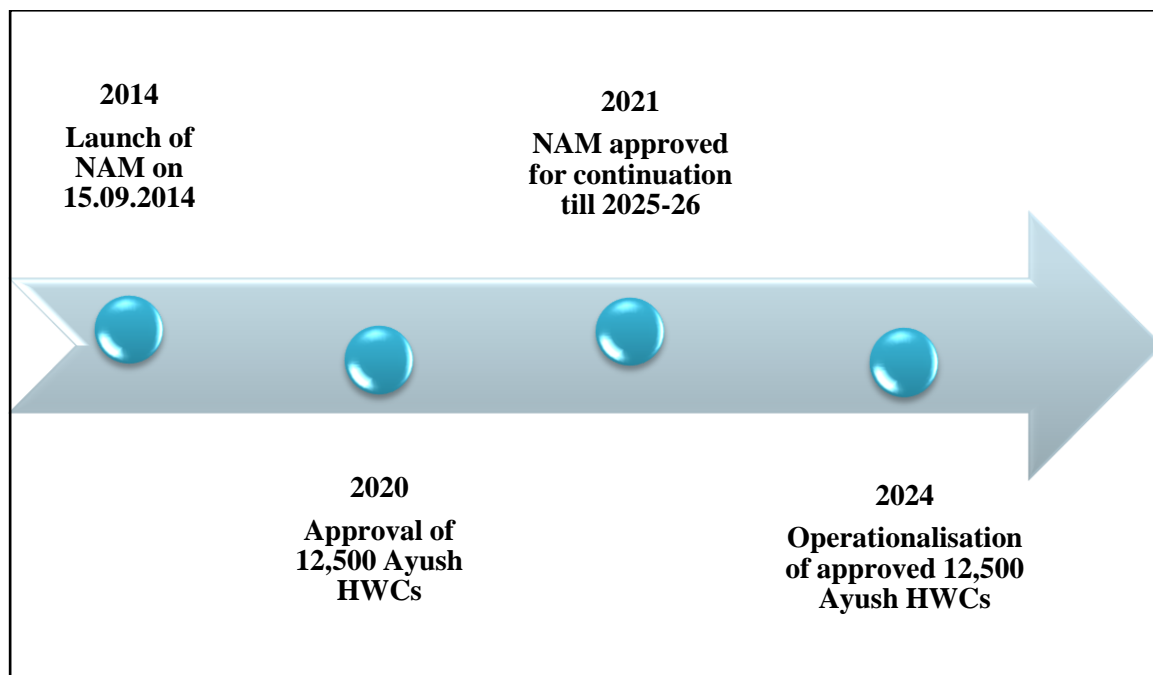 2014
Launch of
NAM on
15.09.2014
2020
Approval of
12,500 Ayush
HWCs
2021
NAM approved
for continuation
till 2025-26
2024
Operationalisation
of approved 12,500
Ayush HWCs